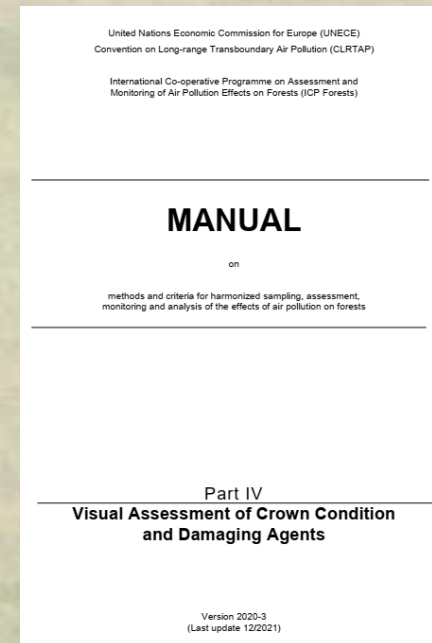 United Nations Economic Commission for Europe (UNECE)
Convention on Long-range Transboundary Air Pollution (CLRTAP)
International Co-operative Programme on Assessment and
Monitoring of Air Pollution Effects on Forests (ICP Forests)
MANUAL
on
methods and criteria for harmonized sampling, assessment,
monitoring and analysis of the effects of air pollution on forests
Part IV
Visual Assessment of Crown Condition
and Damaging Agents
Version 2020-3
(Last update 12/2021)